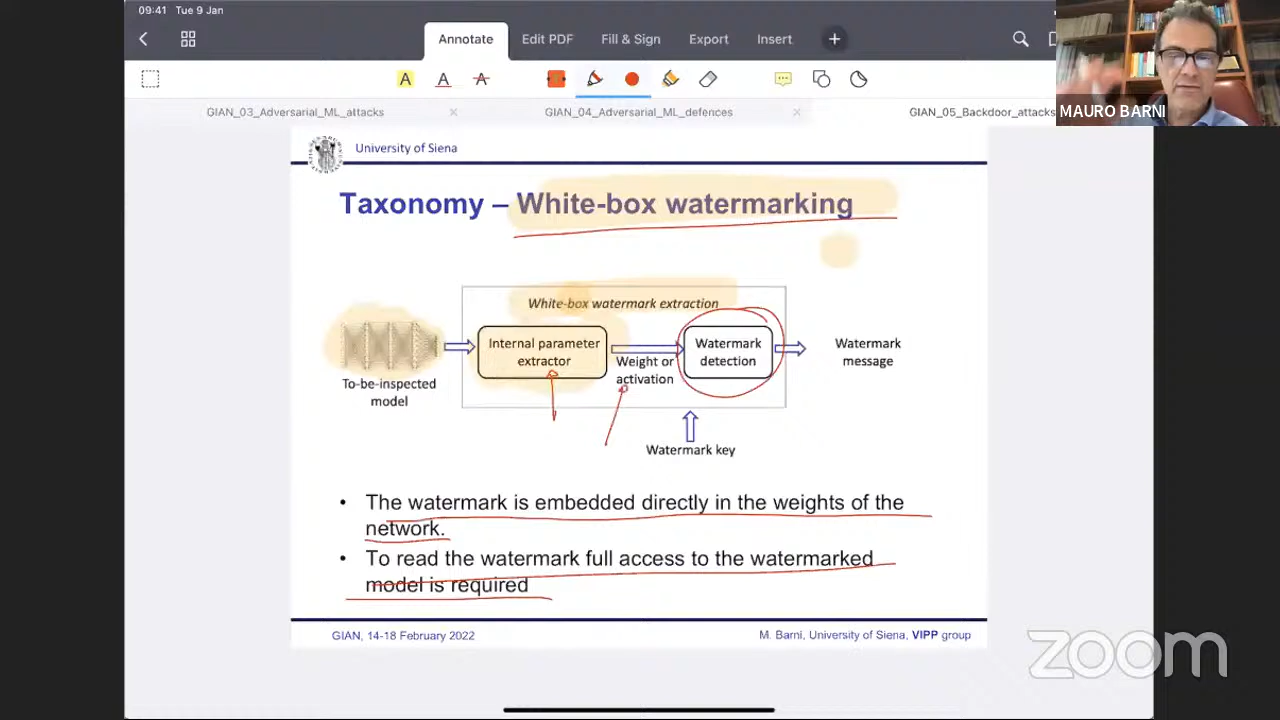 09:41 Tue 9 Jan
Annotate Edit PDF Fill & Sign Export Insert
A A A
MAURO BARNI
GIAN_03_Adversarial_ML_attacks GIAN_04_Adversarial_ML_defences GIAN_05_Backdoor_attacks
University of Siena
Taxonomy – White-box watermarking
White-box watermark extraction
Internal parameter
extractor
Weight or
activation
Watermark
detection
Watermark
message
To-be-inspected
model
Watermark key
• The watermark is embedded directly in the weights of the
network.
• To read the watermark full access to the watermarked
model is required
GIAN, 14-18 February 2022
M. Barni, University of Siena, VIPP group
zoom